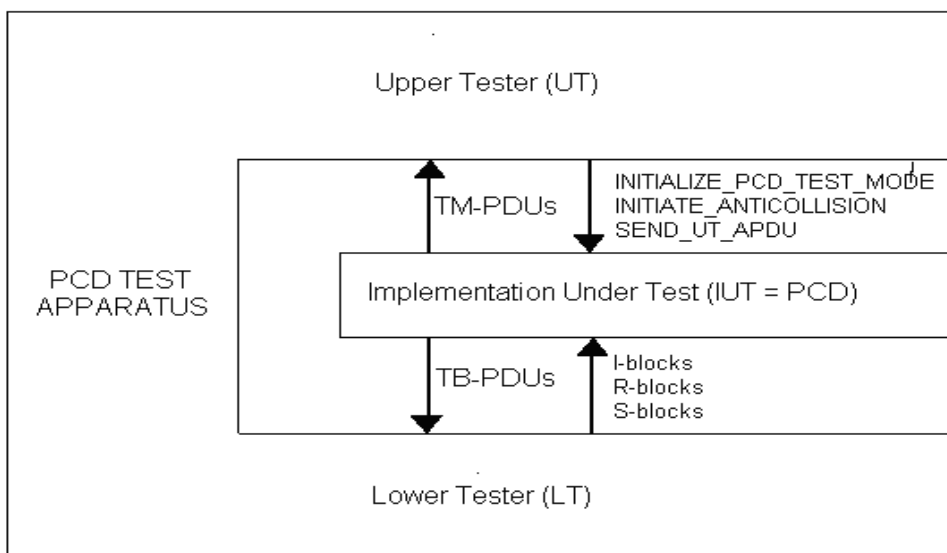 Upper Tester (UT)
TM-PDUs
INITIALIZE_PCD_TEST_MODE
INITIATE_ANTICOLLISION
SEND_UT_APDU
PCD TEST
APPARATUS
Implementation Under Test (IUT = PCD)
TB-PDUs
I-blocks
R-blocks
S-blocks
Lower Tester (LT)